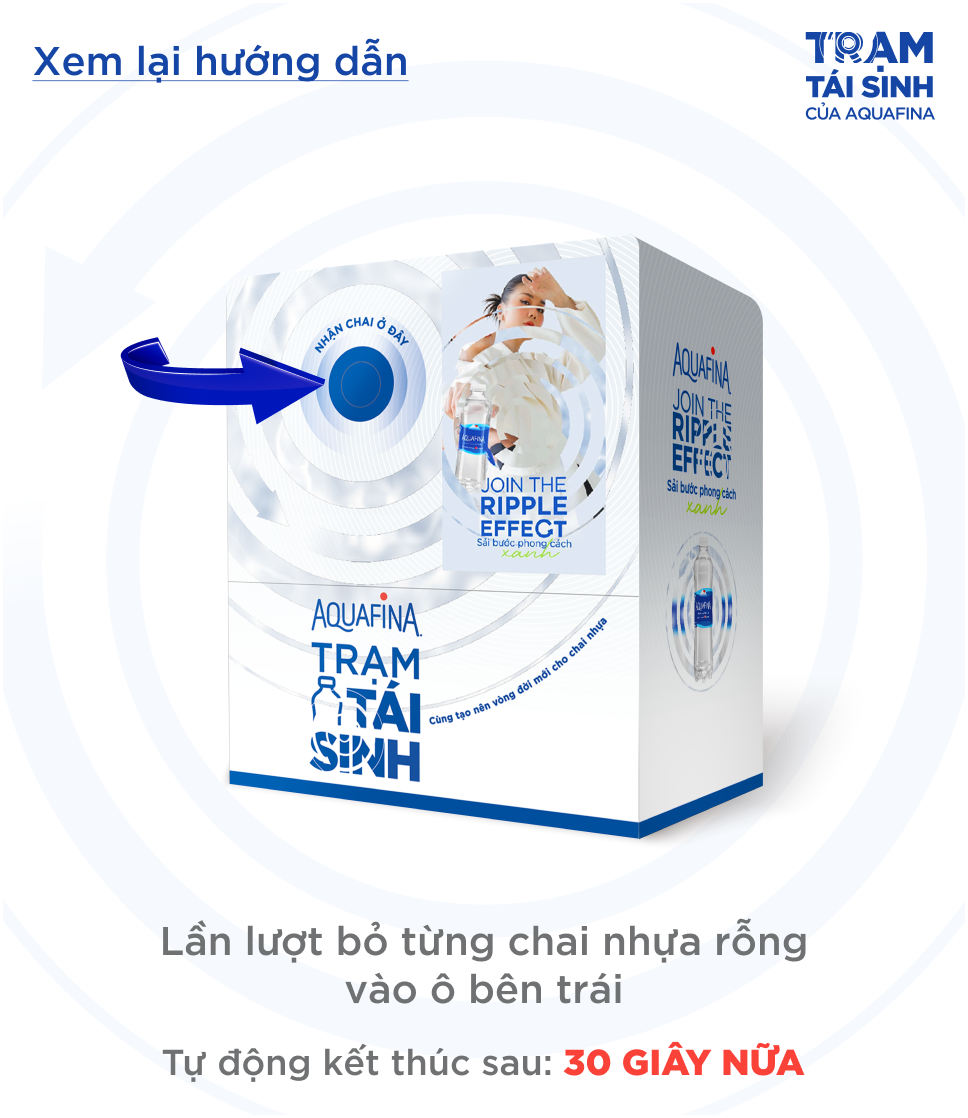 Xem lại hướng dẫn
TRẠM
TÁI SINH
CỦA AQUAFINA
NHẬN CHAI Ở ĐÂY
AQUAFINA
JOIN THE
RIPPLE
EFFECT
Sải bước phong cách
xanh
AQUAFINA
JOIN THE
RIPPLE
EFFECT
Sải bước phong cách
xanh
AQUAFINA
AQUAFINA
TRẠM
TÁI
SINH
Cùng tạo nên vòng đời mới cho chai nhựa
Lần lượt bỏ từng chai nhựa rỗng
vào ô bên trái
Tự động kết thúc sau: 30 GIÂY NỮA